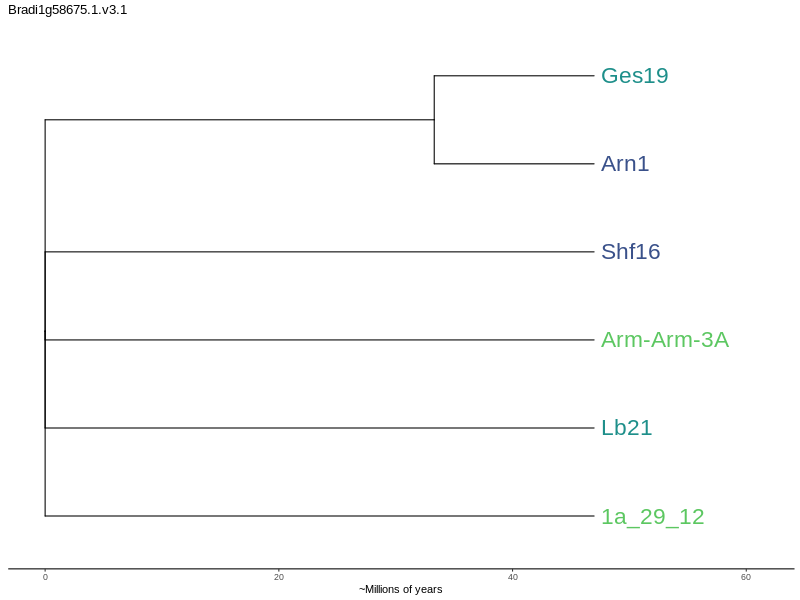 Bradi1g58675.1.v3.1
Ges19
Arn1
Shf16
Arm-Arm-3A
Lb21
1a_29_12
0 20 40 60
~Millions of years